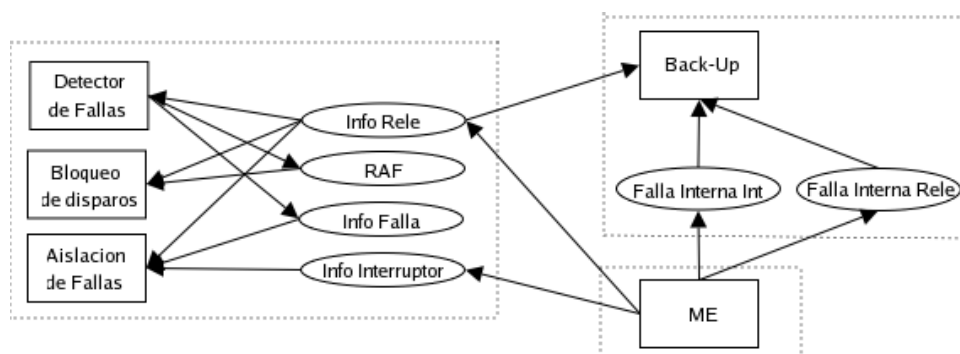 Detector
de Fallas
Bloqueo
de disparos
Aislacion
de Fallas
Info Rele
RAF
Info Falla
Info Interruptor
Back-Up
Falla Interna Int
Falla Interna Rele
ME